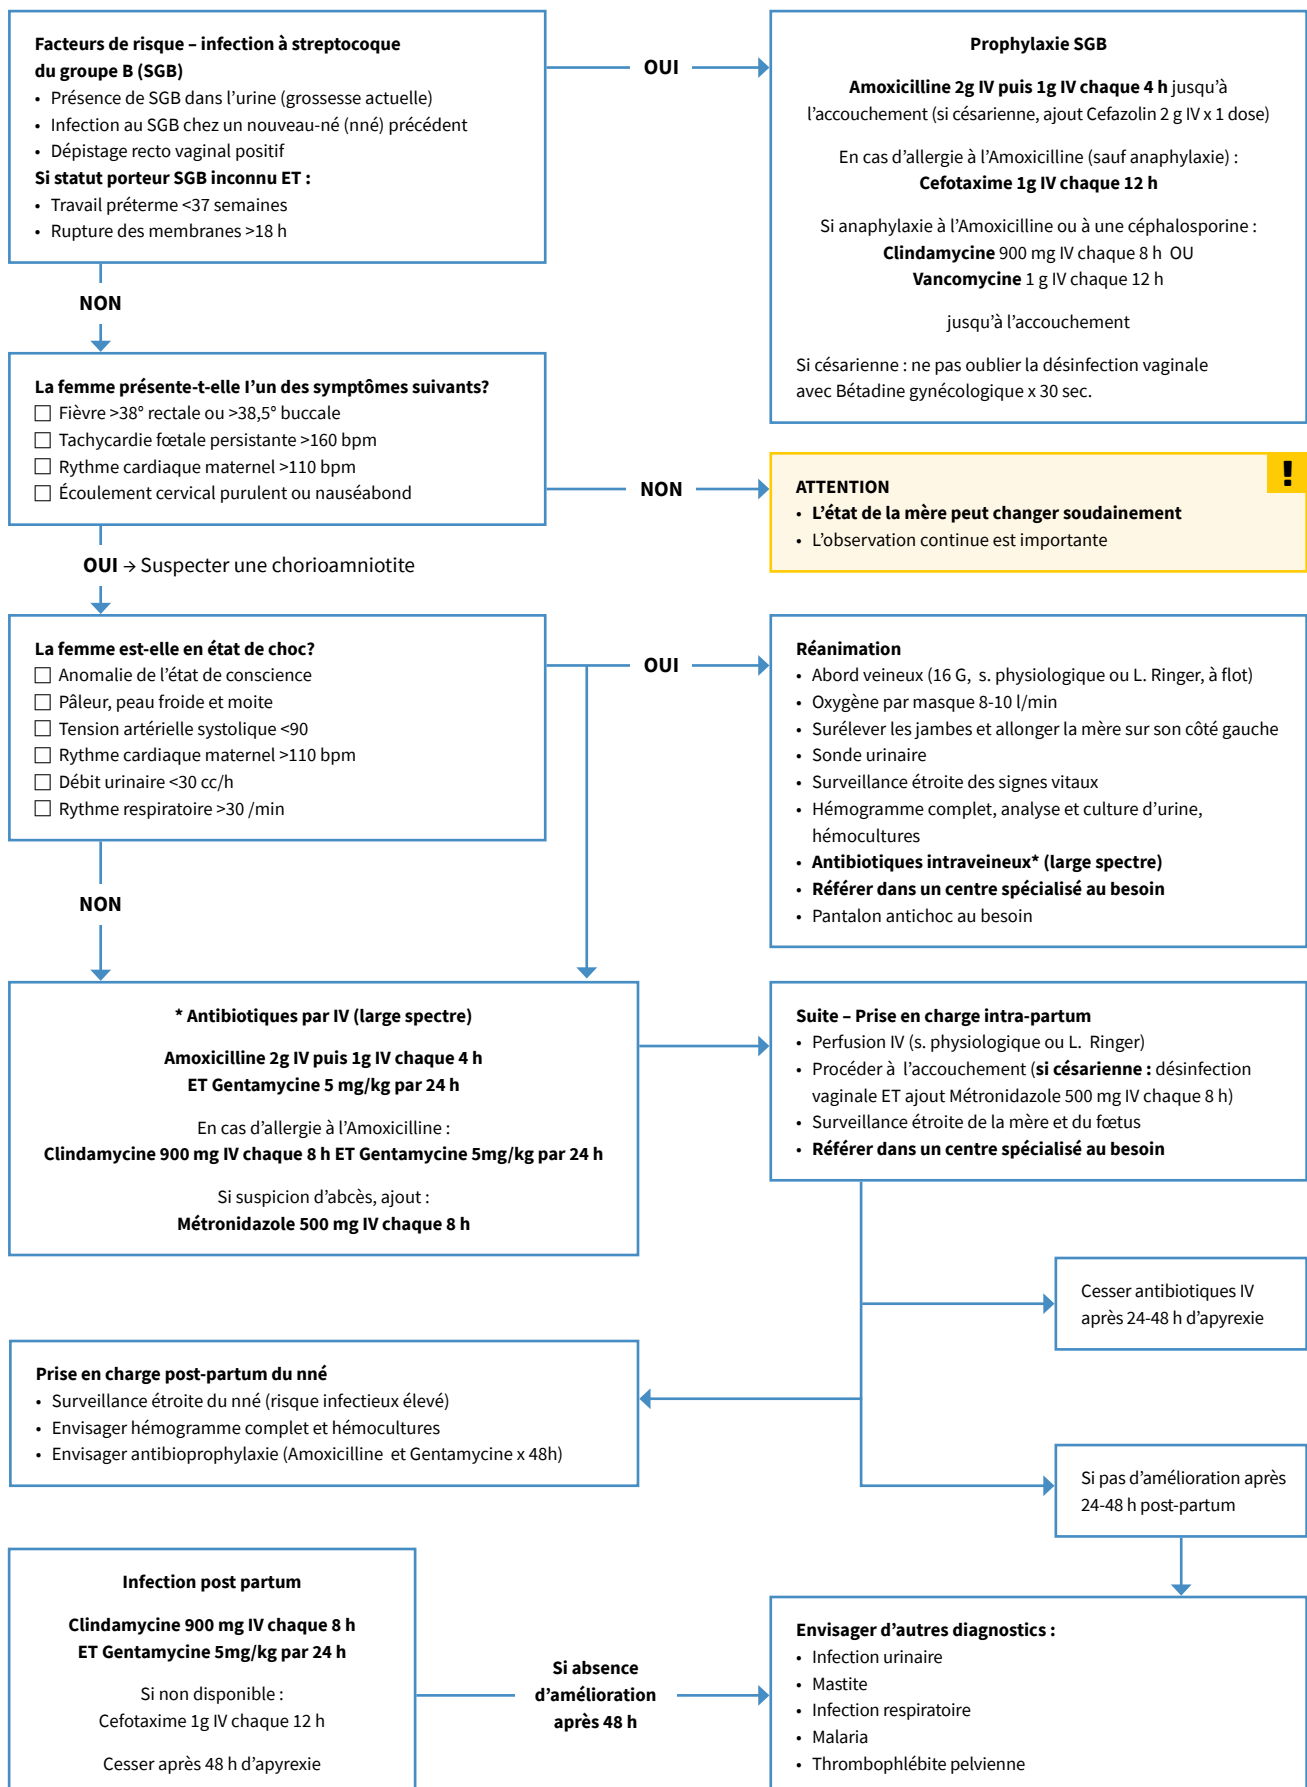 Facteurs de risque – infection à streptocoque
du groupe B (SGB)
• Présence de SGB dans l’urine (grossesse actuelle)
• Infection au SGB chez un nouveau-né (nné) précédent
• Dépistage recto vaginal positif
Si statut porteur SGB inconnu ET :
• Travail préterme <37 semaines
• Rupture des membranes >18 h
OUI
Prophylaxie SGB
Amoxicilline 2g IV puis 1g IV chaque 4 h jusqu’à
l’accouchement (si césarienne, ajout Cefazolin 2 g IV x 1 dose)
En cas d’allergie à l’Amoxicilline (sauf anaphylaxie) :
Cefotaxime 1g IV chaque 12 h
Si anaphylaxie à l’Amoxicilline ou à une céphalosporine :
Clindamycine 900 mg IV chaque 8 h OU
Vancomycine 1 g IV chaque 12 h
jusqu’à l’accouchement
Si césarienne : ne pas oublier la désinfection vaginale
avec Bétadine gynécologique x 30 sec.
NON
La femme présente-t-elle l’un des symptômes suivants?
☐ Fièvre >38° rectale ou >38,5° buccale
☐ Tachycardie fœtale persistante >160 bpm
☐ Rythme cardiaque maternel >110 bpm
☐ Écoulement cervical purulent ou nauséabond
NON
!
ATTENTION
• L’état de la mère peut changer soudainement
• L’observation continue est importante
OUI → Suspecter une chorioamniotite
La femme est-elle en état de choc?
☐ Anomalie de l’état de conscience
☐ Pâleur, peau froide et moite
☐ Tension artérielle systolique <90
☐ Rythme cardiaque maternel >110 bpm
☐ Débit urinaire <30 cc/h
☐ Rythme respiratoire >30 /min
OUI
Réanimation
• Abord veineux (16 G, s. physiologique ou L. Ringer, à flot)
• Oxygène par masque 8-10 l/min
• Surélever les jambes et allonger la mère sur son côté gauche
• Sonde urinaire
• Surveillance étroite des signes vitaux
• Hémogramme complet, analyse et culture d’urine,
hémocultures
• Antibiotiques intraveineux* (large spectre)
• Référer dans un centre spécialisé au besoin
• Pantalon antichoc au besoin
NON
* Antibiotiques par IV (large spectre)
Amoxicilline 2g IV puis 1g IV chaque 4 h
ET Gentamycine 5 mg/kg par 24 h
En cas d’allergie à l’Amoxicilline :
Clindamycine 900 mg IV chaque 8 h ET Gentamycine 5mg/kg par 24 h
Si suspicion d’abcès, ajout :
Métronidazole 500 mg IV chaque 8 h
Suite – Prise en charge intra-partum
• Perfusion IV (s. physiologique ou L. Ringer)
• Procéder à l’accouchement (si césarienne : désinfection
vaginale ET ajout Métronidazole 500 mg IV chaque 8 h)
• Surveillance étroite de la mère et du fœtus
• Référer dans un centre spécialisé au besoin
Cesser antibiotiques IV
après 24-48 h d’apyrexie
Prise en charge post-partum du nné
• Surveillance étroite du nné (risque infectieux élevé)
• Envisager hémogramme complet et hémocultures
• Envisager antibioprophylaxie (Amoxicilline et Gentamycine x 48h)
Si pas d’amélioration après
24-48 h post-partum
Infection post partum
Clindamycine 900 mg IV chaque 8 h
ET Gentamycine 5mg/kg par 24 h
Si non disponible :
Cefotaxime 1g IV chaque 12 h
Cesser après 48 h d’apyrexie
Si absence
d’amélioration
après 48 h
Envisager d’autres diagnostics :
• Infection urinaire
• Mastite
• Infection respiratoire
• Malaria
• Thrombophlébite pelvienne